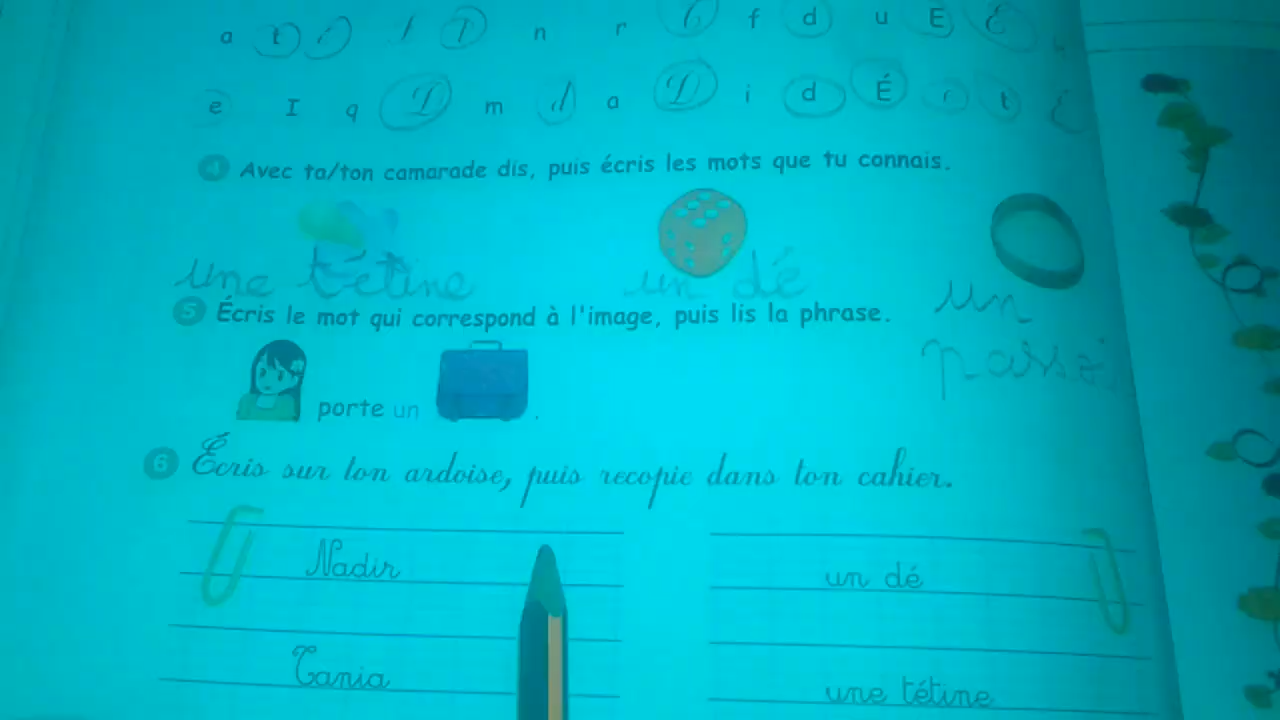 a t l P n r C f d u E E
e I q D m d a D i d É c t E
4 Avec ta/ton camarade dis, puis écris les mots que tu connais.
une tétine un dé un
5 Écris le mot qui correspond à l'image, puis lis la phrase.
porte un .
6 Écris sur ton ardoise, puis recopie dans ton cahier.
Nadir un dé
Tania une tétine